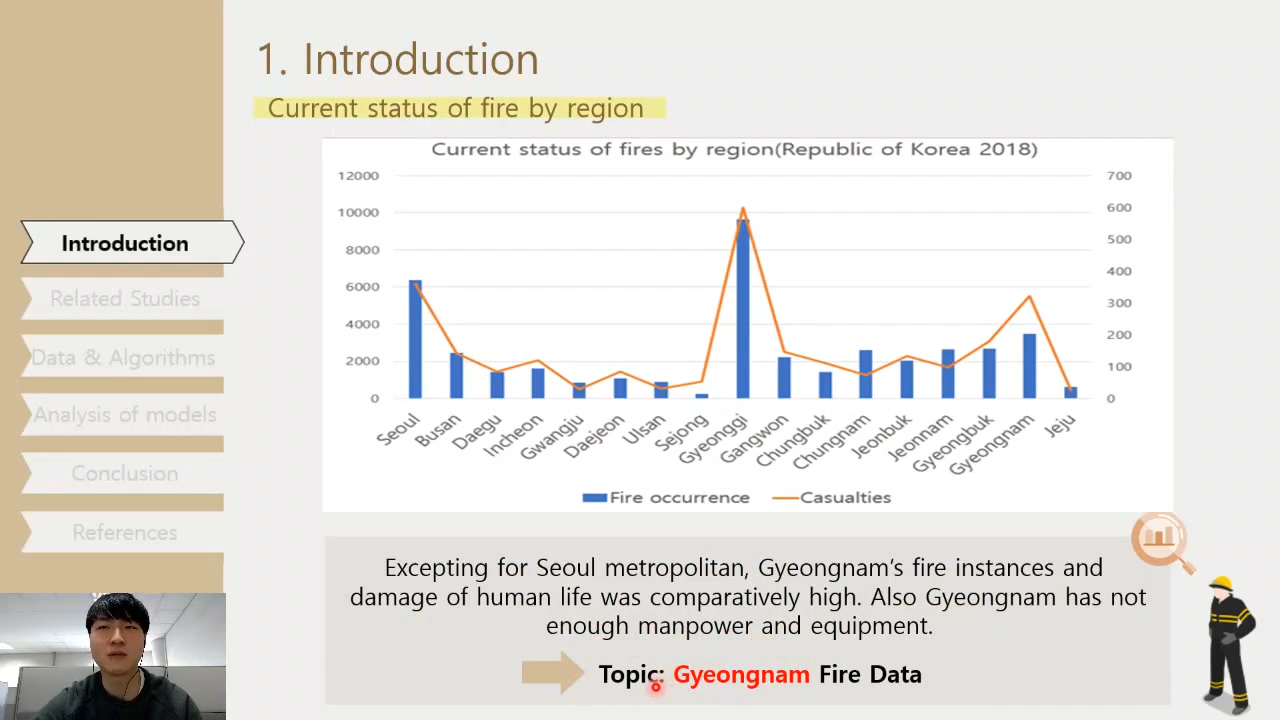 1. Introduction
Current status of fire by region
Introduction
Related Studies
Data & Algorithms
Analysis of models
Conclusion
References
Current status of fires by region(Republic of Korea 2018)
12000
10000
8000
6000
4000
2000
0
700
600
500
400
300
200
100
0
Seoul
Busan
Daegu
Incheon
Gwangju
Daejeon
Ulsan
Sejong
Gyeonggi
Gangwon
Chungbuk
Chungnam
Jeonbuk
Jeonnam
Gyeongbuk
Gyeongnam
Jeju
Fire occurrence
Casualties
Excepting for Seoul metropolitan, Gyeongnam's fire instances and
damage of human life was comparatively high. Also Gyeongnam has not
enough manpower and equipment.
Topic: Gyeongnam Fire Data